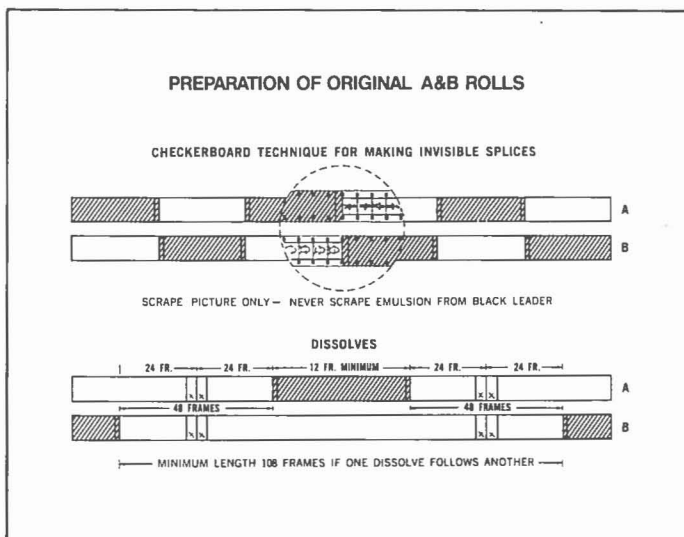 PREPARATION OF ORIGINAL A&B ROLLS
CHECKERBOARD TECHNIQUE FOR MAKING INVISIBLE SPLICES
A
B
SCRAPE PICTURE ONLY — NEVER SCRAPE EMULSION FROM BLACK LEADER
DISSOLVES
24 FR. 24 FR. 12 FR. MINIMUM 24 FR. 24 FR.
x x x x A
48 FRAMES 48 FRAMES
x x x x B
MINIMUM LENGTH 108 FRAMES IF ONE DISSOLVE FOLLOWS ANOTHER